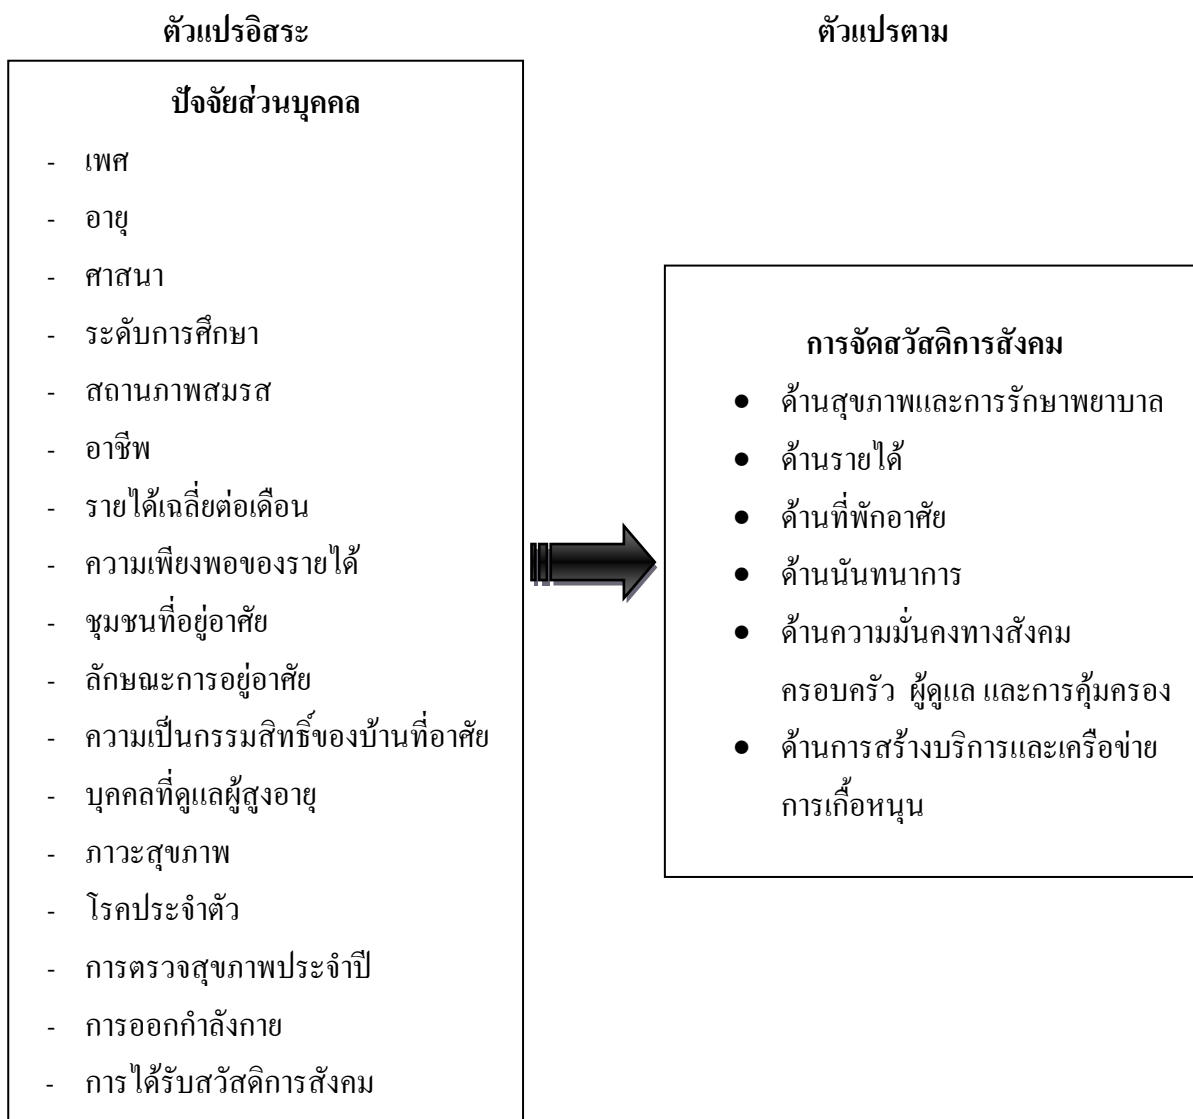 ตัวแปรอิสระ
ปัจจัยส่วนบุคคล
- เพศ
- อายุ
- ศาสนา
- ระดับการศึกษา
- สถานภาพสมรส
- อาชีพ
- รายได้เฉลี่ยต่อเดือน
- ความเพียงพอของรายได้
- ชุมชนที่อยู่อาศัย
- ลักษณะการอยู่อาศัย
- ความเป็นกรรมสิทธิ์ของบ้านที่อาศัย
- บุคคลที่ดูแลผู้สูงอายุ
- ภาวะสุขภาพ
- โรคประจำตัว
- การตรวจสุขภาพประจำปี
- การออกกำลังกาย
- การได้รับสวัสดิการสังคม
ตัวแปรตาม
การจัดสวัสดิการสังคม
● ด้านสุขภาพและการรักษาพยาบาล
● ด้านรายได้
● ด้านที่พักอาศัย
● ด้านนันทนาการ
● ด้านความมั่นคงทางสังคม
ครอบครัว ผู้ดูแล และการคุ้มครอง
● ด้านการสร้างบริการและเครือข่าย
การเกื้อหนุน